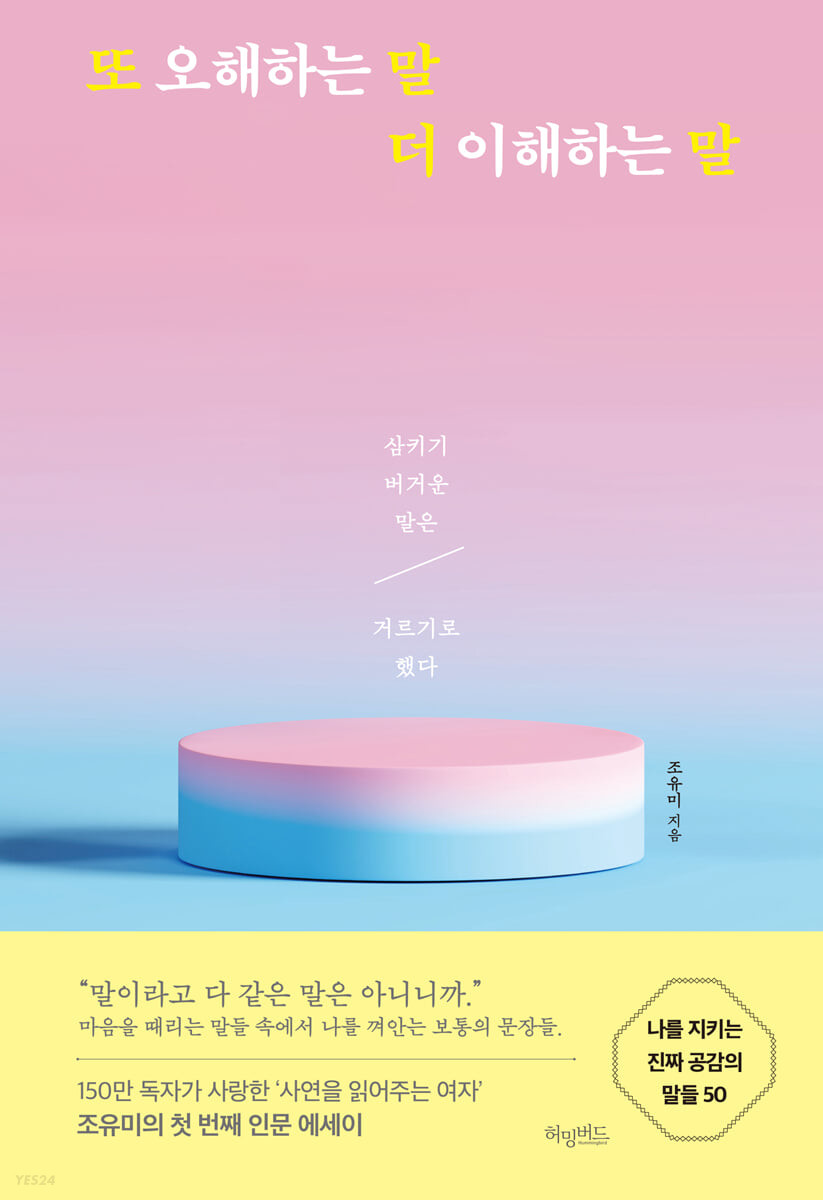 또 오해하는 말
더 이해하는 말
삼키기
버거운
말은
거르기로
했다
조유미 지음
“말이라고 다 같은 말은 아니니까.”
마음을 때리는 말들 속에서 나를 껴안는 보통의 문장들.
150만 독자가 사랑한 ‘사연을 읽어주는 여자’
조유미의 첫 번째 인문 에세이
나를 지키는
진짜 공감의
말들 50
허밍버드
Hummingbird
YES24